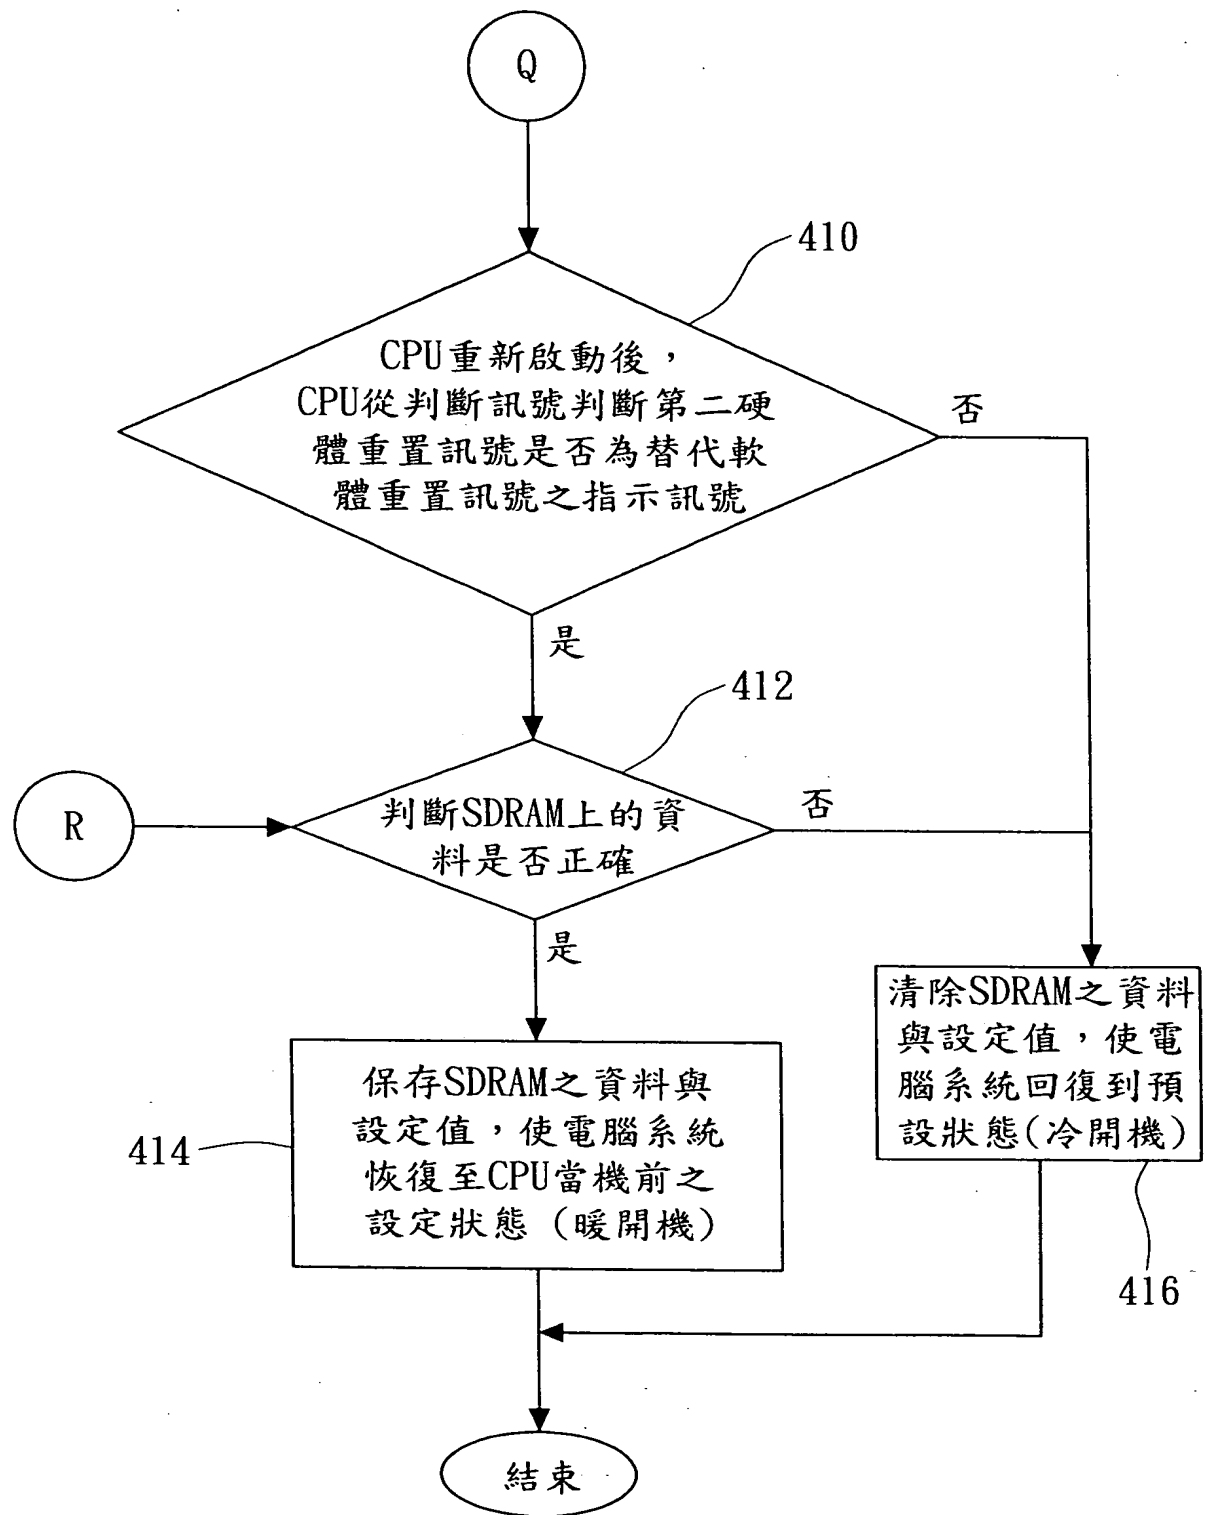 Q
410
CPU重新啟動後，
CPU從判斷訊號判斷第二硬
體重置訊號是否為替代軟
體重置訊號之指示訊號
否
是
412
R
判斷SDRAM上的資
料是否正確
否
是
清除SDRAM之資料
與設定值，使電
腦系統回復到預
設狀態(冷開機)
保存SDRAM之資料與
設定值，使電腦系統
恢復至CPU當機前之
設定狀態（暖開機）
414
416
結束